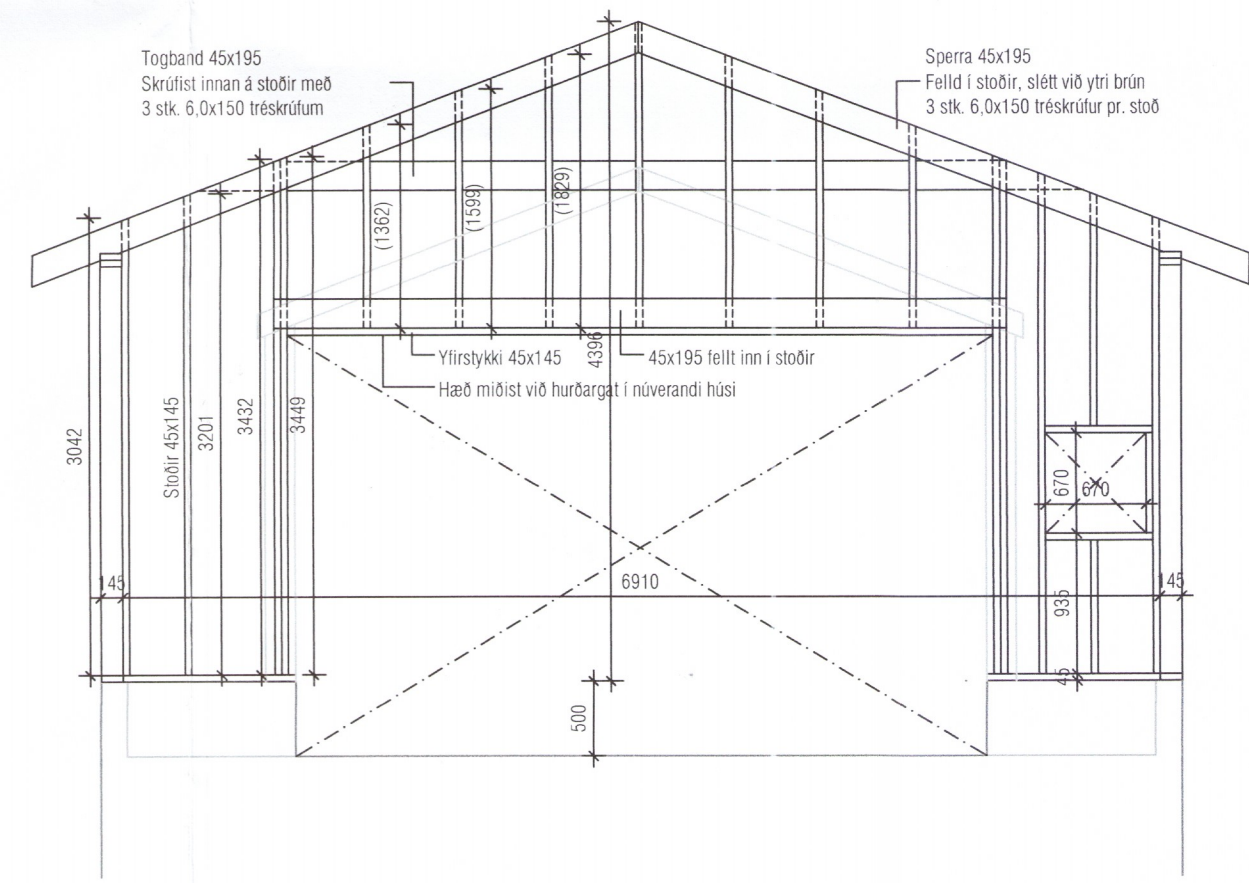 Togband 45x195
Skrúfist innan á stoðir með
3 stk. 6,0x150 tréskrúfum
Sperra 45x195
Felld í stoðir, slétt við ytri brún
3 stk. 6,0x150 tréskrúfur pr. stoð
(1362)
(1599)
(1829)
Yfirstykki 45x145
45x195 fellt inn í stoðir
Hæð miðist við hurðargat í núverandi húsi
4396
3042
Stoðir 45x145
3201
3432
3449
670
670
145
6910
935
145
45
500